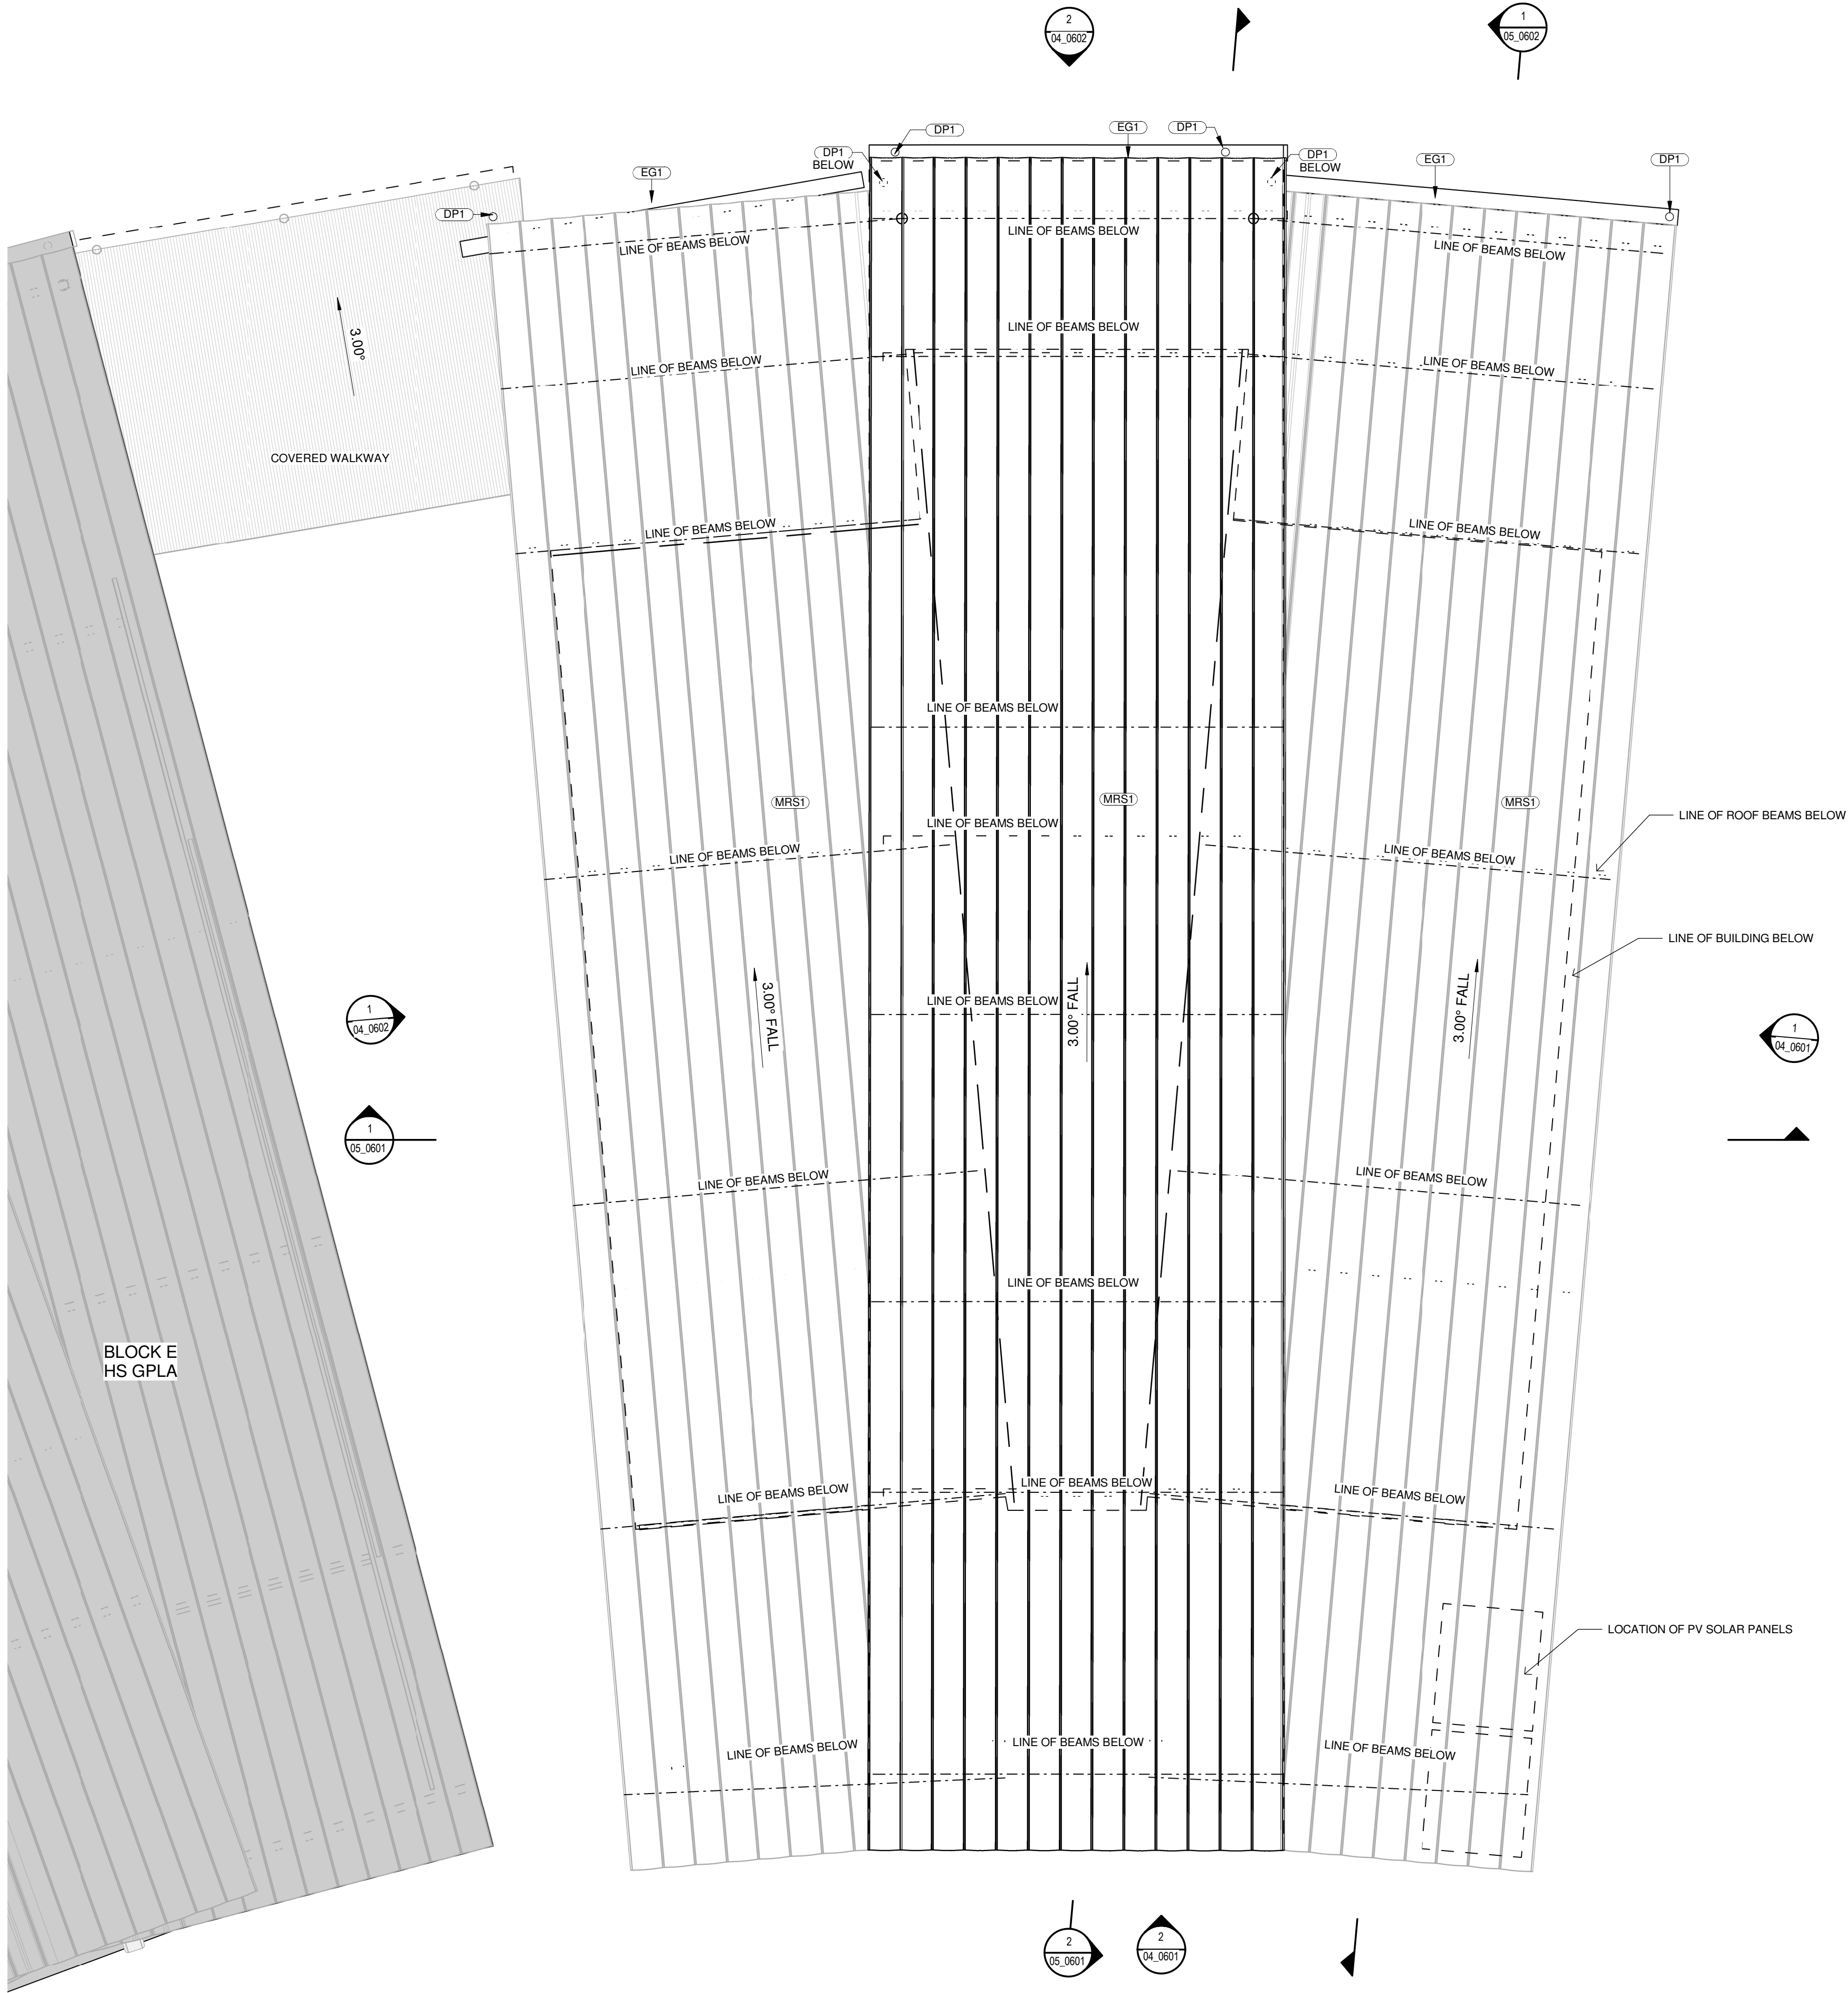 2
04_0602
1
05_0602
DP1
EG1
DP1
DP1
BELOW
DP1
BELOW
EG1
EG1
DP1
DP1
LINE OF BEAMS BELOW
LINE OF BEAMS BELOW
LINE OF BEAMS BELOW
3.00°
LINE OF BEAMS BELOW
LINE OF BEAMS BELOW
LINE OF BEAMS BELOW
COVERED WALKWAY
LINE OF BEAMS BELOW
LINE OF BEAMS BELOW
LINE OF BEAMS BELOW
MRS1
MRS1
MRS1
LINE OF ROOF BEAMS BELOW
LINE OF BEAMS BELOW
LINE OF BEAMS BELOW
LINE OF BEAMS BELOW
LINE OF BUILDING BELOW
3.00° FALL
LINE OF BEAMS BELOW
3.00° FALL
3.00° FALL
1
04_0602
1
04_0601
1
05_0601
LINE OF BEAMS BELOW
LINE OF BEAMS BELOW
LINE OF BEAMS BELOW
BLOCK E
HS GPLA
LINE OF BEAMS BELOW
LINE OF BEAMS BELOW
LINE OF BEAMS BELOW
LOCATION OF PV SOLAR PANELS
LINE OF BEAMS BELOW
LINE OF BEAMS BELOW
LINE OF BEAMS BELOW
2
05_0601
2
04_0601